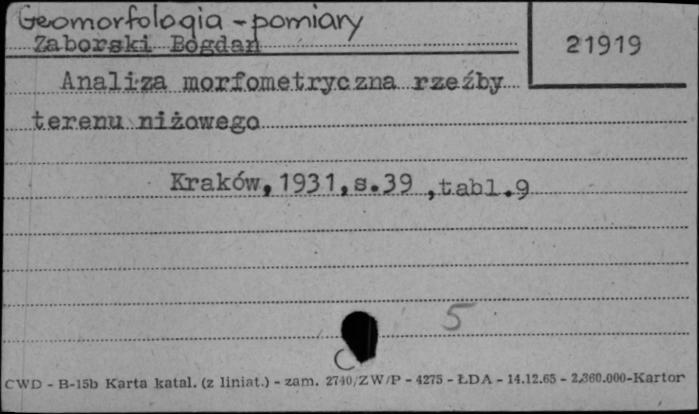 Geomorfologia - pomiary
Zaborski Bogdan
21919
Analiza morfometryczna rzeźby
terenu niżowego
Kraków, 1931, s.39 , tabl.9
5
C
CWD - B-15b Karta katal. (z liniat.) - zam. 2740/ZW/P - 4275 - ŁDA - 14.12.65 - 2.360.000-Kartor